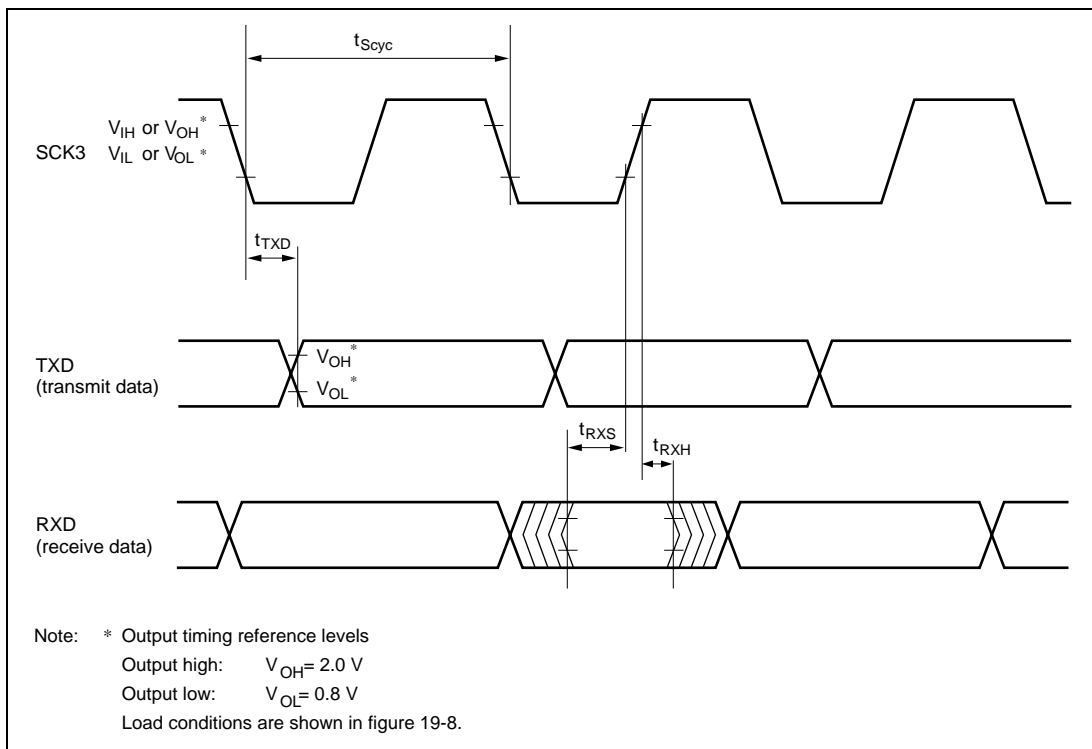 tScyc
SCK3
VIH or VOH*
VIL or VOL*
tTXD
TXD
(transmit data)
VOH*
VOL*
tRXS
tRXH
RXD
(receive data)
Note: * Output timing reference levels
Output high: VOH= 2.0 V
Output low: VOL= 0.8 V
Load conditions are shown in figure 19-8.